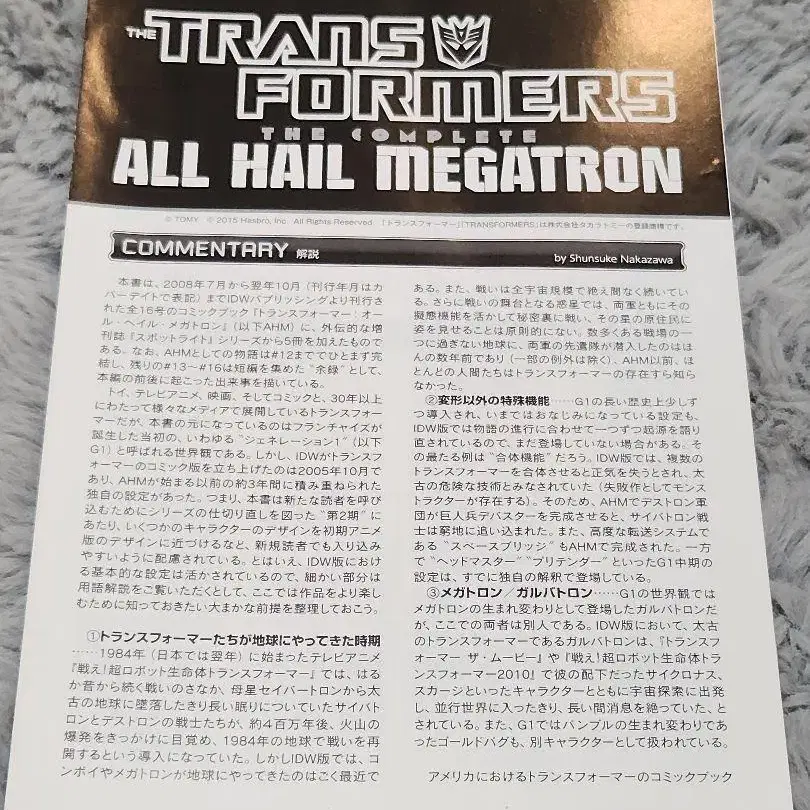 THE TRANSFORMERS
THE COMPLETE
ALL HAIL MEGATRON
© TOMY © 2015 Hasbro, Inc. All Rights Reserved. 「トランスフォーマー」「TRANSFORMERS」は株式会社タカラトミーの登録商標です。
COMMENTARY 解説
by Shunsuke Nakazawa
本書は、2008年7月から翌年10月(刊行年月はカ
バーデイトで表記)までIDWパブリッシングより刊行さ
れた全16号のコミックブック『トランスフォーマー:オー
ル・ヘイル・メガトロン』(以下AHM)に、外伝的な増
刊誌『スポットライト』シリーズから5冊を加えたもので
ある。なお、AHMとしての物語は#12まででひとまず完
結し、残りの#13~#16は短編を集めた“余録”として、
本編の前後に起こった出来事を描いている。
トイ、テレビアニメ、映画、そしてコミックと、30年以上
にわたって様々なメディアで展開しているトランスフォー
マーだが、本書の元になっているのはフランチャイズが
誕生した当初の、いわゆる“ジェネレーション1”(以下
G1)と呼ばれる世界観である。しかし、IDWがトランスフ
ォーマーのコミック版を立ち上げたのは2005年10月で
あり、AHMが始まる以前の約3年間に積み重ねられた
独自の設定があった。つまり、本書は新たな読者を呼び
込むためにシリーズの仕切り直しを図った“第2期”に
あたり、いくつかのキャラクターのデザインを初期アニメ
版のデザインに近づけるなど、新規読者でも入り込み
やすいように配慮されている。とはいえ、IDW版におけ
る基本的な設定は活かされているので、細かい部分は
用語解説をご覧いただくとして、ここでは作品をより楽し
むために知っておきたい大まかな前提を整理しておこう。
①トランスフォーマーたちが地球にやってきた時期
……1984年(日本では翌年)に始まったテレビアニメ
『戦え!超ロボット生命体トランスフォーマー』では、はる
か昔から続く戦いのさなか、母星セイバートロンから太
古の地球に墜落したきり長い眠りについていたサイバ
トロンとデストロンの戦士たちが、約4百万年後、火山の
爆発をきっかけに目覚め、1984年の地球で戦いを再
開するという導入になっていた。しかしIDW版では、コ
ンボイやメガトロンが地球にやってきたのはごく最近で
ある。また、戦いは全宇宙規模で絶え間なく続いてい
る。さらに戦いの舞台となる惑星では、両軍ともにその
擬態機能を活かして秘密裏に戦い、その星の原住民に
姿を見せることは原則的にない。数多くある戦場の一
つに過ぎない地球に、両軍の先遣隊が潜入したのはほ
んの数年前であり(一部の例外は除く)、AHM以前、ほ
とんどの人間たちはトランスフォーマーの存在すら知ら
なかった。
②変形以外の特殊機能……G1の長い歴史上少しず
つ導入され、いまではおなじみになっている設定も、
IDW版では物語の進行に合わせて一つずつ起源を語り
直されているので、まだ登場していない場合がある。そ
の最たる例は“合体機能”だろう。IDW版では、複数の
トランスフォーマーを合体させると正気を失うとされ、太
古の危険な技術とみなされていた(失敗作としてモンス
トラクターが存在する)。そのため、AHMでデストロン軍
団が巨人兵デバスターを完成させると、サイバトロン戦
士は窮地に追い込まれた。また、高度な転送システムで
ある“スペースブリッジ”もAHMで完成された。一方
で“ヘッドマスター”“プリテンダー”といったG1中期の
設定は、すでに独自の解釈で登場している。
③メガトロン/ガルバトロン……G1の世界観では
メガトロンの生まれ変わりとして登場したガルバトロンだ
が、ここでの両者は別人である。IDW版において、太古
のトランスフォーマーであるガルバトロンは、『トランスフ
ォーマー ザ・ムービー』や『戦え!超ロボット生命体トラ
ンスフォーマー2010』で彼の配下だったサイクロナス、
スカージといったキャラクターとともに宇宙探索に出発
し、並行世界に入ったきり、長い間消息を絶っていた、と
されている。また、G1ではバンブルの生まれ変わりであ
ったゴールドバグも、別キャラクターとして扱われている。
アメリカにおけるトランスフォーマーのコミックブック